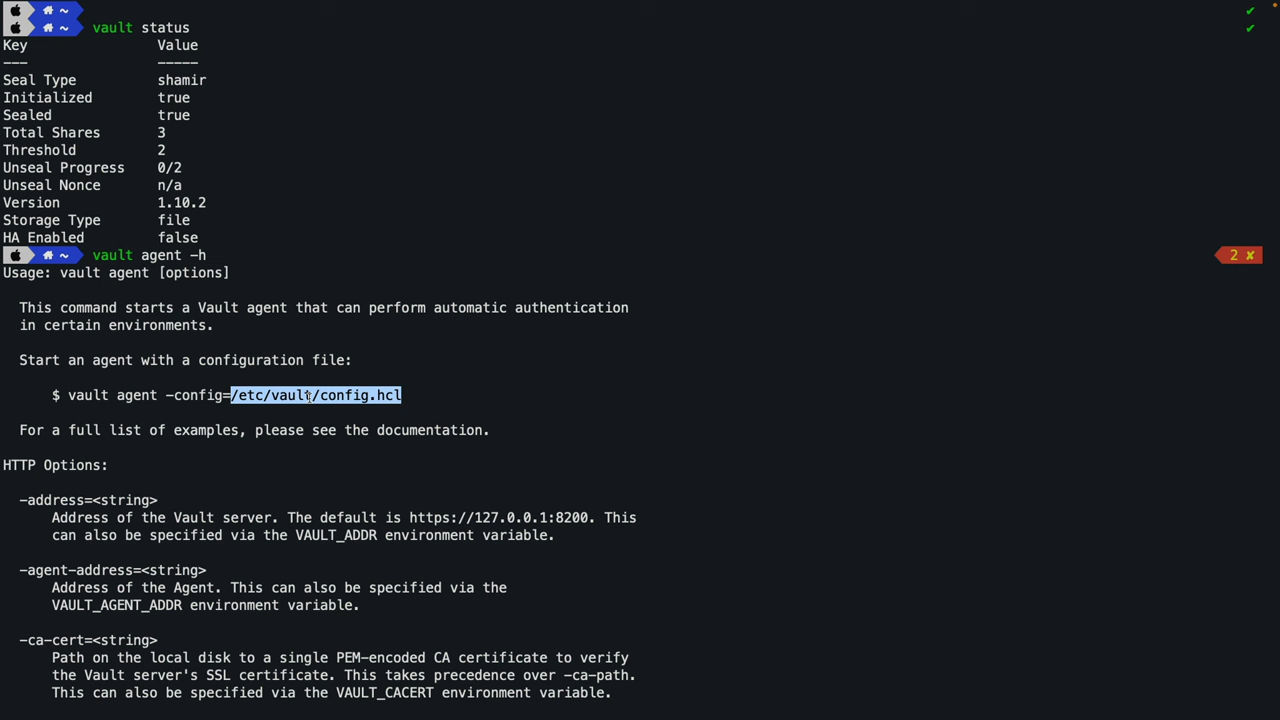 ~
~ vault status
Key Value
--- -----
Seal Type shamir
Initialized true
Sealed true
Total Shares 3
Threshold 2
Unseal Progress 0/2
Unseal Nonce n/a
Version 1.10.2
Storage Type file
HA Enabled false
~ vault agent -h 2 ✘
Usage: vault agent [options]
This command starts a Vault agent that can perform automatic authentication
in certain environments.
Start an agent with a configuration file:
$ vault agent -config=/etc/vault/config.hcl
For a full list of examples, please see the documentation.
HTTP Options:
-address=<string>
Address of the Vault server. The default is https://127.0.0.1:8200. This
can also be specified via the VAULT_ADDR environment variable.
-agent-address=<string>
Address of the Agent. This can also be specified via the
VAULT_AGENT_ADDR environment variable.
-ca-cert=<string>
Path on the local disk to a single PEM-encoded CA certificate to verify
the Vault server's SSL certificate. This takes precedence over -ca-path.
This can also be specified via the VAULT_CACERT environment variable.